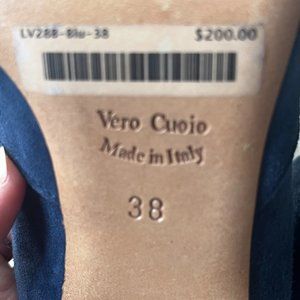 LV288-Blu-38 $200.00
Vero Cuoio
Made in Italy
38